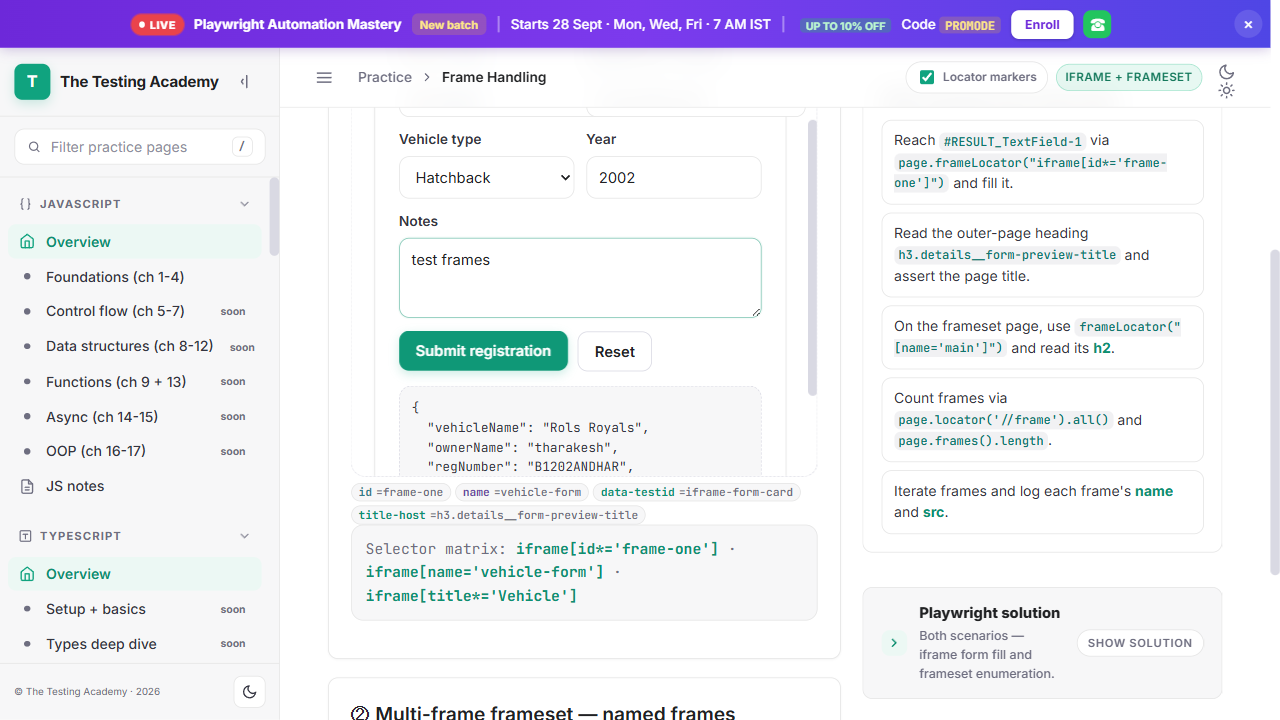 LIVE Playwright Automation Mastery New batch | Starts 28 Sept · Mon, Wed, Fri · 7 AM IST | UP TO 10% OFF Code PROMODE Enroll ×
T The Testing Academy
Filter practice pages /
{} JAVASCRIPT
Overview
Foundations (ch 1-4)
Control flow (ch 5-7) soon
Data structures (ch 8-12) soon
Functions (ch 9 + 13) soon
Async (ch 14-15) soon
OOP (ch 16-17) soon
JS notes
T TYPESCRIPT
Overview
Setup + basics soon
Types deep dive soon
© The Testing Academy · 2026
Practice > Frame Handling
Locator markers
IFRAME + FRAMESET
Vehicle type Year
Hatchback 2002
Notes
test frames
Submit registration Reset
{
"vehicleName": "Rols Royals",
"ownerName": "tharakesh",
"regNumber": "B1202ANDHAR",
id =frame-one name =vehicle-form data-testid =iframe-form-card
title-host =h3.details__form-preview-title
Selector matrix: iframe[id*='frame-one'] ·
iframe[name='vehicle-form'] ·
iframe[title*='Vehicle']
② Multi-frame frameset — named frames
Reach #RESULT_TextField-1 via
page.frameLocator("iframe[id*='frame-
one']") and fill it.
Read the outer-page heading
h3.details__form-preview-title and
assert the page title.
On the frameset page, use frameLocator("
[name='main']") and read its h2.
Count frames via
page.locator('//frame').all() and
page.frames().length.
Iterate frames and log each frame's name
and src.
Playwright solution
Both scenarios —
iframe form fill and
frameset enumeration.
SHOW SOLUTION